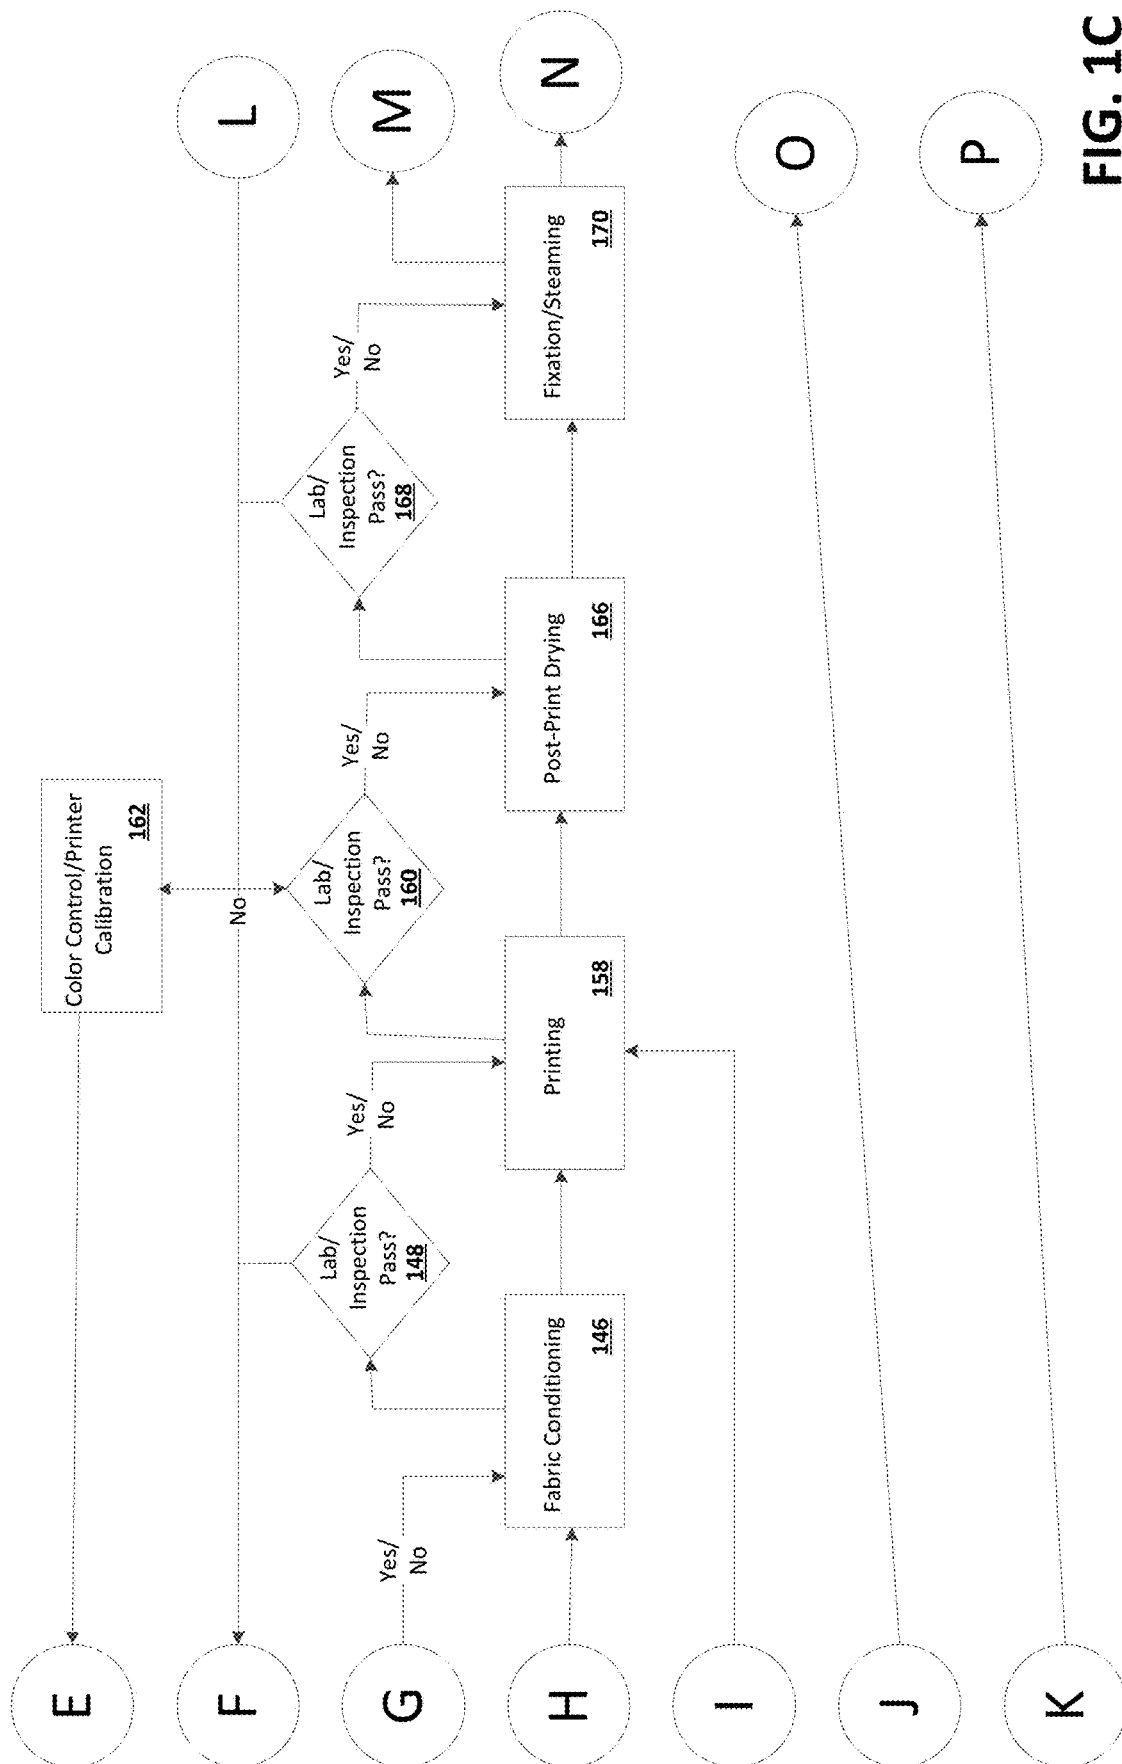 E
F
G
H
I
J
K
L
M
N
O
P
Color Control/Printer
Calibration
162
No
Yes/
No
Lab/
Inspection
Pass?
148
Yes/
No
Lab/
Inspection
Pass?
160
Yes/
No
Lab/
Inspection
Pass?
168
Yes/
No
Fabric Conditioning
146
Printing
158
Post-Print Drying
166
Fixation/Steaming
170
FIG. 1C